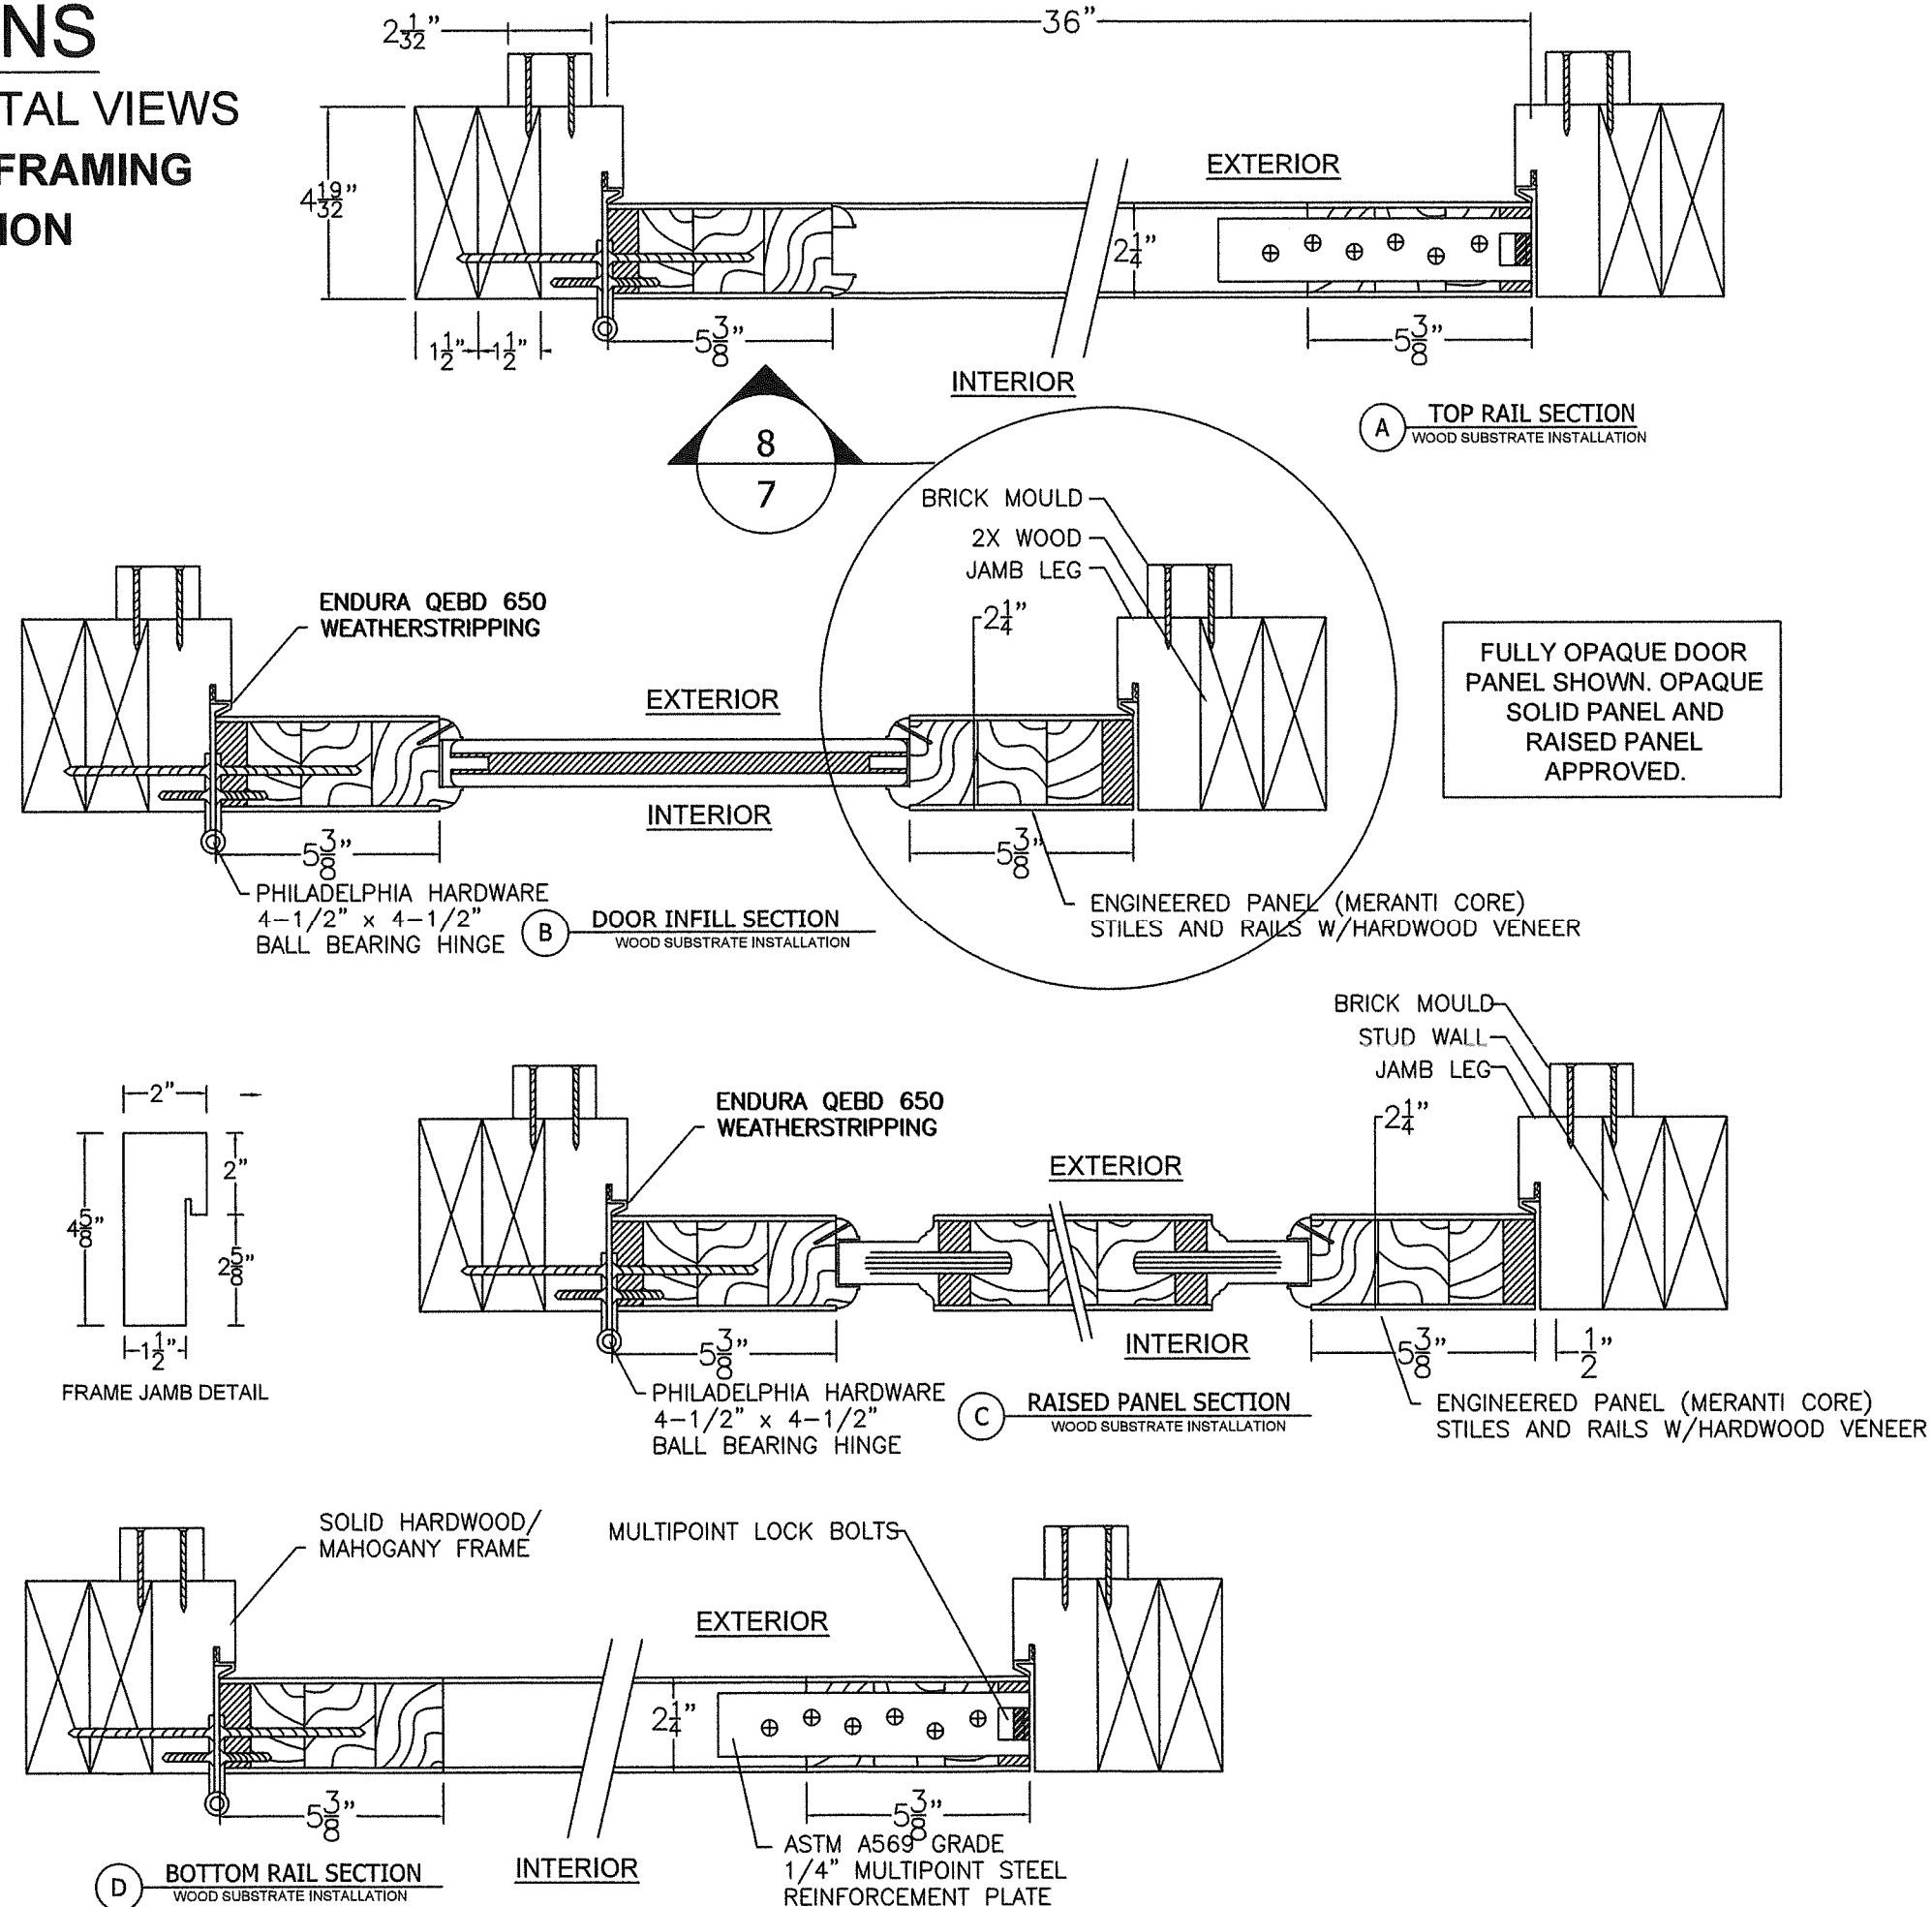 NS
TAL VIEWS
FRAMING
ION
2 1/32"
36"
4 19/32"
EXTERIOR
2 1/4"
1 1/2" 1 1/2"
5 3/8"
5 3/8"
INTERIOR
A TOP RAIL SECTION
WOOD SUBSTRATE INSTALLATION
8
7
BRICK MOULD
2X WOOD
JAMB LEG
2 1/4"
ENDURA QEBD 650
WEATHERSTRIPPING
EXTERIOR
INTERIOR
FULLY OPAQUE DOOR
PANEL SHOWN. OPAQUE
SOLID PANEL AND
RAISED PANEL
APPROVED.
5 3/8"
5 3/8"
PHILADELPHIA HARDWARE
4-1/2" x 4-1/2"
BALL BEARING HINGE
B DOOR INFILL SECTION
WOOD SUBSTRATE INSTALLATION
ENGINEERED PANEL (MERANTI CORE)
STILES AND RAILS W/HARDWOOD VENEER
BRICK MOULD
STUD WALL
JAMB LEG
2"
2"
4 5/8"
2 5/8"
1 1/2"
FRAME JAMB DETAIL
ENDURA QEBD 650
WEATHERSTRIPPING
2 1/4"
EXTERIOR
INTERIOR
5 3/8"
5 3/8"
1/2"
PHILADELPHIA HARDWARE
4-1/2" x 4-1/2"
BALL BEARING HINGE
C RAISED PANEL SECTION
WOOD SUBSTRATE INSTALLATION
ENGINEERED PANEL (MERANTI CORE)
STILES AND RAILS W/HARDWOOD VENEER
SOLID HARDWOOD/
MAHOGANY FRAME
MULTIPOINT LOCK BOLTS
EXTERIOR
2 1/4"
5 3/8"
5 3/8"
INTERIOR
D BOTTOM RAIL SECTION
WOOD SUBSTRATE INSTALLATION
ASTM A569 GRADE
1/4" MULTIPOINT STEEL
REINFORCEMENT PLATE